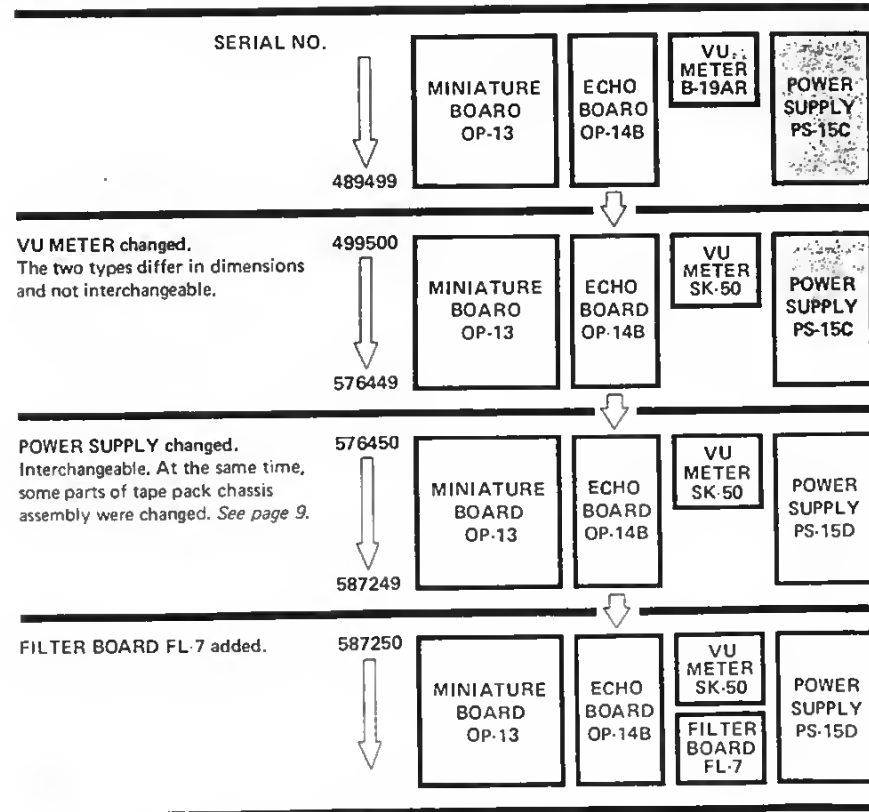 SERIAL NO.
489499
MINIATURE
BOARO
OP-13
ECHO
BOARO
OP-14B
VU
METER
B-19AR
POWER
SUPPLY
PS-15C
VU METER changed.
The two types differ in dimensions
and not interchangeable.
499500
576449
MINIATURE
BOARO
OP-13
ECHO
BOARD
OP-14B
VU
METER
SK-50
POWER
SUPPLY
PS-15C
POWER SUPPLY changed.
Interchangeable. At the same time,
some parts of tape pack chassis
assembly were changed. See page 9.
576450
587249
MINIATURE
BOARD
OP-13
ECHO
BOARD
OP-14B
VU
METER
SK-50
POWER
SUPPLY
PS-15D
FILTER BOARD FL-7 added.
587250
MINIATURE
BOARD
OP-13
ECHO
BOARD
OP-14B
VU
METER
SK-50
FILTER
BOARD
FL-7
POWER
SUPPLY
PS-15D